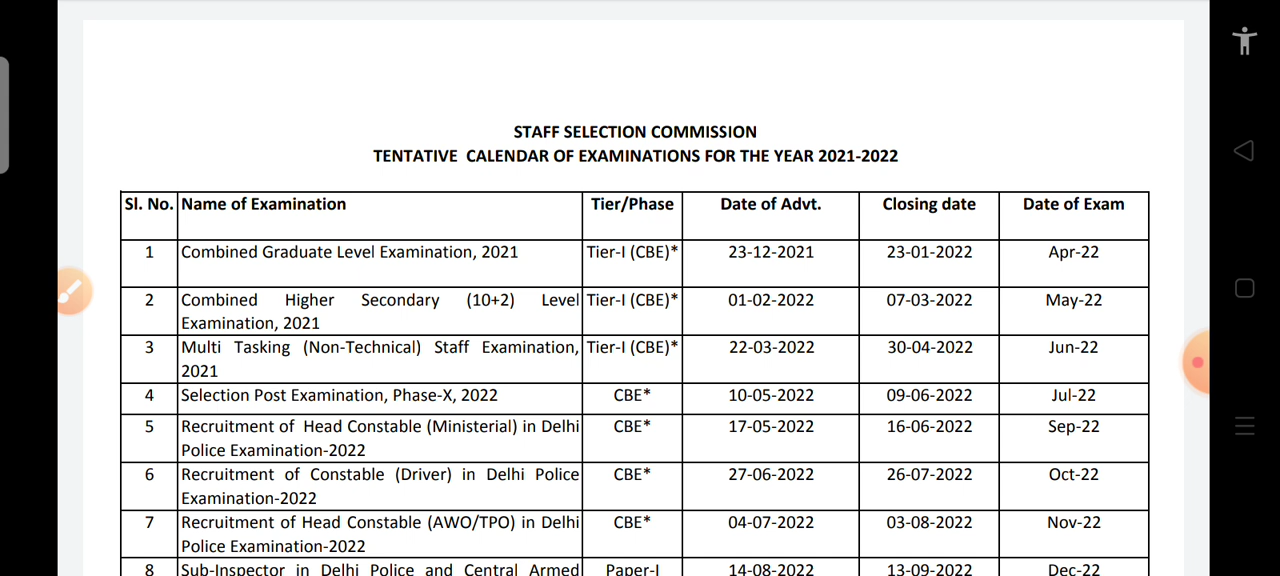 STAFF SELECTION COMMISSION
TENTATIVE CALENDAR OF EXAMINATIONS FOR THE YEAR 2021-2022
Sl. No. Name of Examination Tier/Phase Date of Advt. Closing date Date of Exam
1 Combined Graduate Level Examination, 2021 Tier-I (CBE)* 23-12-2021 23-01-2022 Apr-22
2 Combined Higher Secondary (10+2) Level Tier-I (CBE)* 01-02-2022 07-03-2022 May-22
Examination, 2021
3 Multi Tasking (Non-Technical) Staff Examination, Tier-I (CBE)* 22-03-2022 30-04-2022 Jun-22
2021
4 Selection Post Examination, Phase-X, 2022 CBE* 10-05-2022 09-06-2022 Jul-22
5 Recruitment of Head Constable (Ministerial) in Delhi CBE* 17-05-2022 16-06-2022 Sep-22
Police Examination-2022
6 Recruitment of Constable (Driver) in Delhi Police CBE* 27-06-2022 26-07-2022 Oct-22
Examination-2022
7 Recruitment of Head Constable (AWO/TPO) in Delhi CBE* 04-07-2022 03-08-2022 Nov-22
Police Examination-2022
8 Sub-Inspector in Delhi Police and Central Armed Paper-I 14-08-2022 13-09-2022 Dec-22